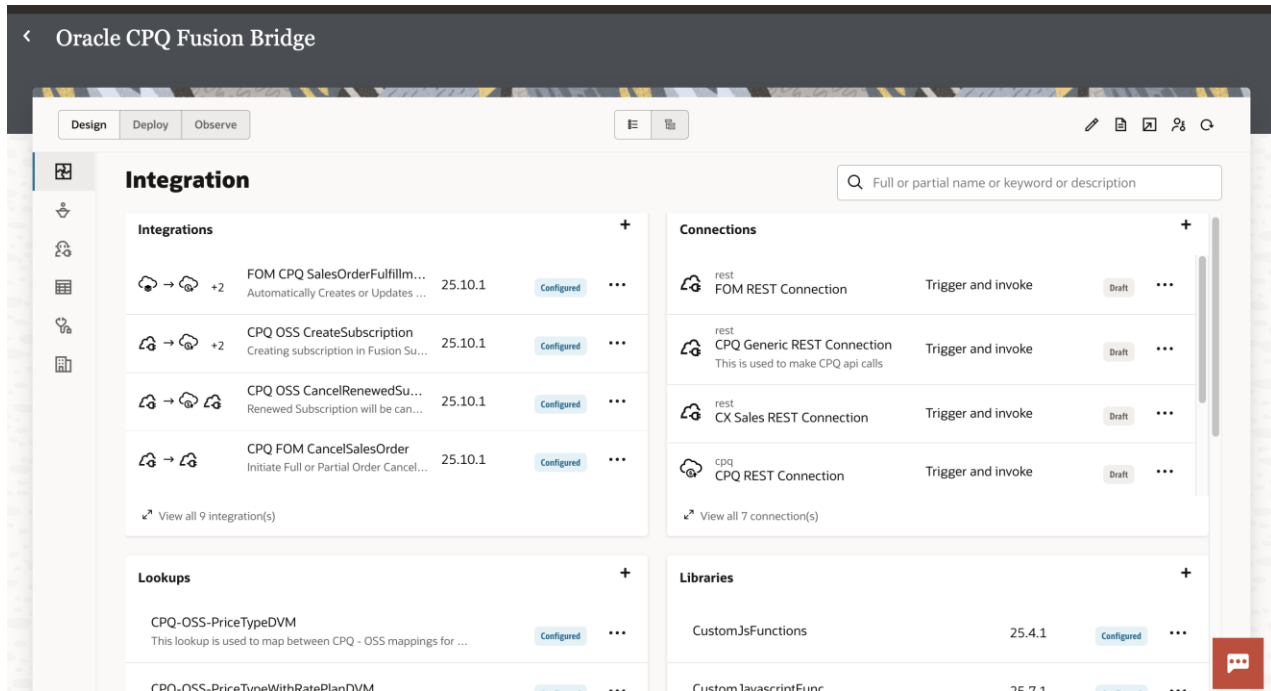 Oracle CPQ Fusion Bridge
Design Deploy Observe
Integration
Full or partial name or keyword or description
Integrations
FOM CPQ SalesOrderFulfillm...
Automatically Creates or Updates ...
+2
25.10.1
Configured
CPQ OSS CreateSubscription
Creating subscription in Fusion Su...
+2
25.10.1
Configured
CPQ OSS CancelRenewedSu...
Renewed Subscription will be can...
25.10.1
Configured
CPQ FOM CancelSalesOrder
Initiate Full or Partial Order Cancel...
25.10.1
Configured
View all 9 integration(s)
Connections
rest
FOM REST Connection
Trigger and invoke
Draft
rest
CPQ Generic REST Connection
This is used to make CPQ api calls
Trigger and invoke
Draft
rest
CX Sales REST Connection
Trigger and invoke
Draft
cpq
CPQ REST Connection
Trigger and invoke
Draft
View all 7 connection(s)
Lookups
CPQ-OSS-PriceTypeDVM
This lookup is used to map between CPQ - OSS mappings for ...
Configured
CPQ-OSS-PriceTypeWithRatePlanDVM
Libraries
CustomJsFunctions
25.4.1
Configured
CustomJavascriptFunc
25.7.1